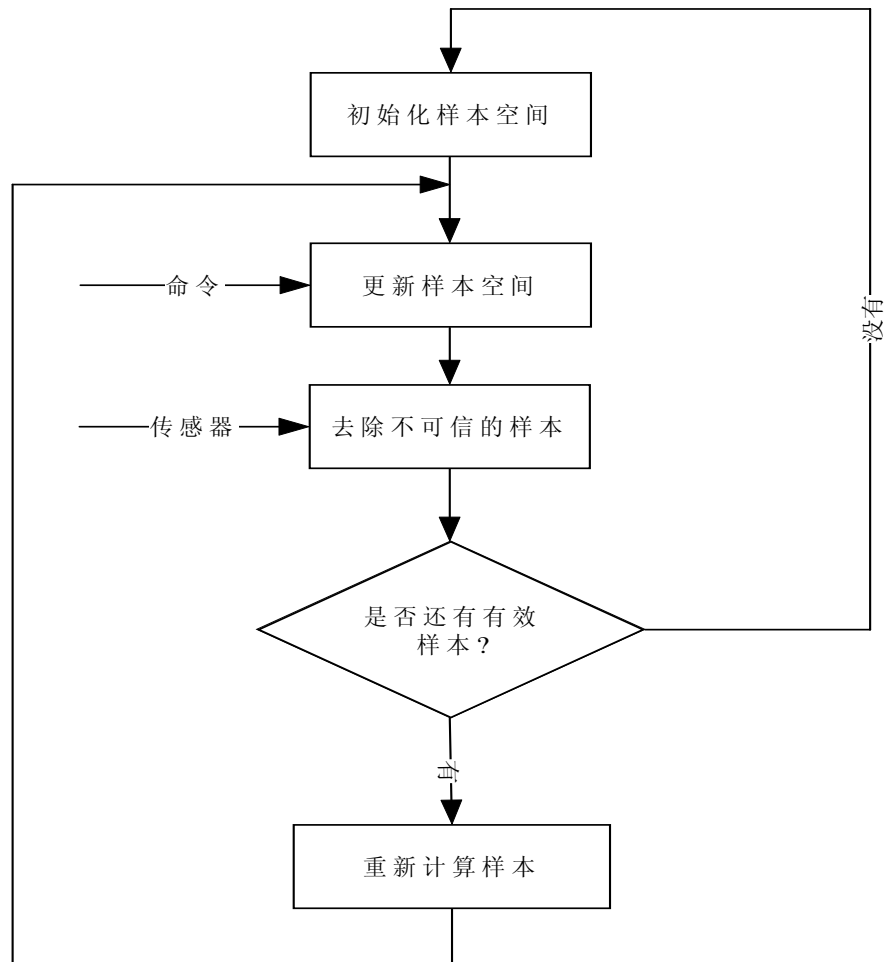 初始化样本空间
命令
更新样本空间
没有
传感器
去除不可信的样本
是否还有有效
样本?
有
重新计算样本